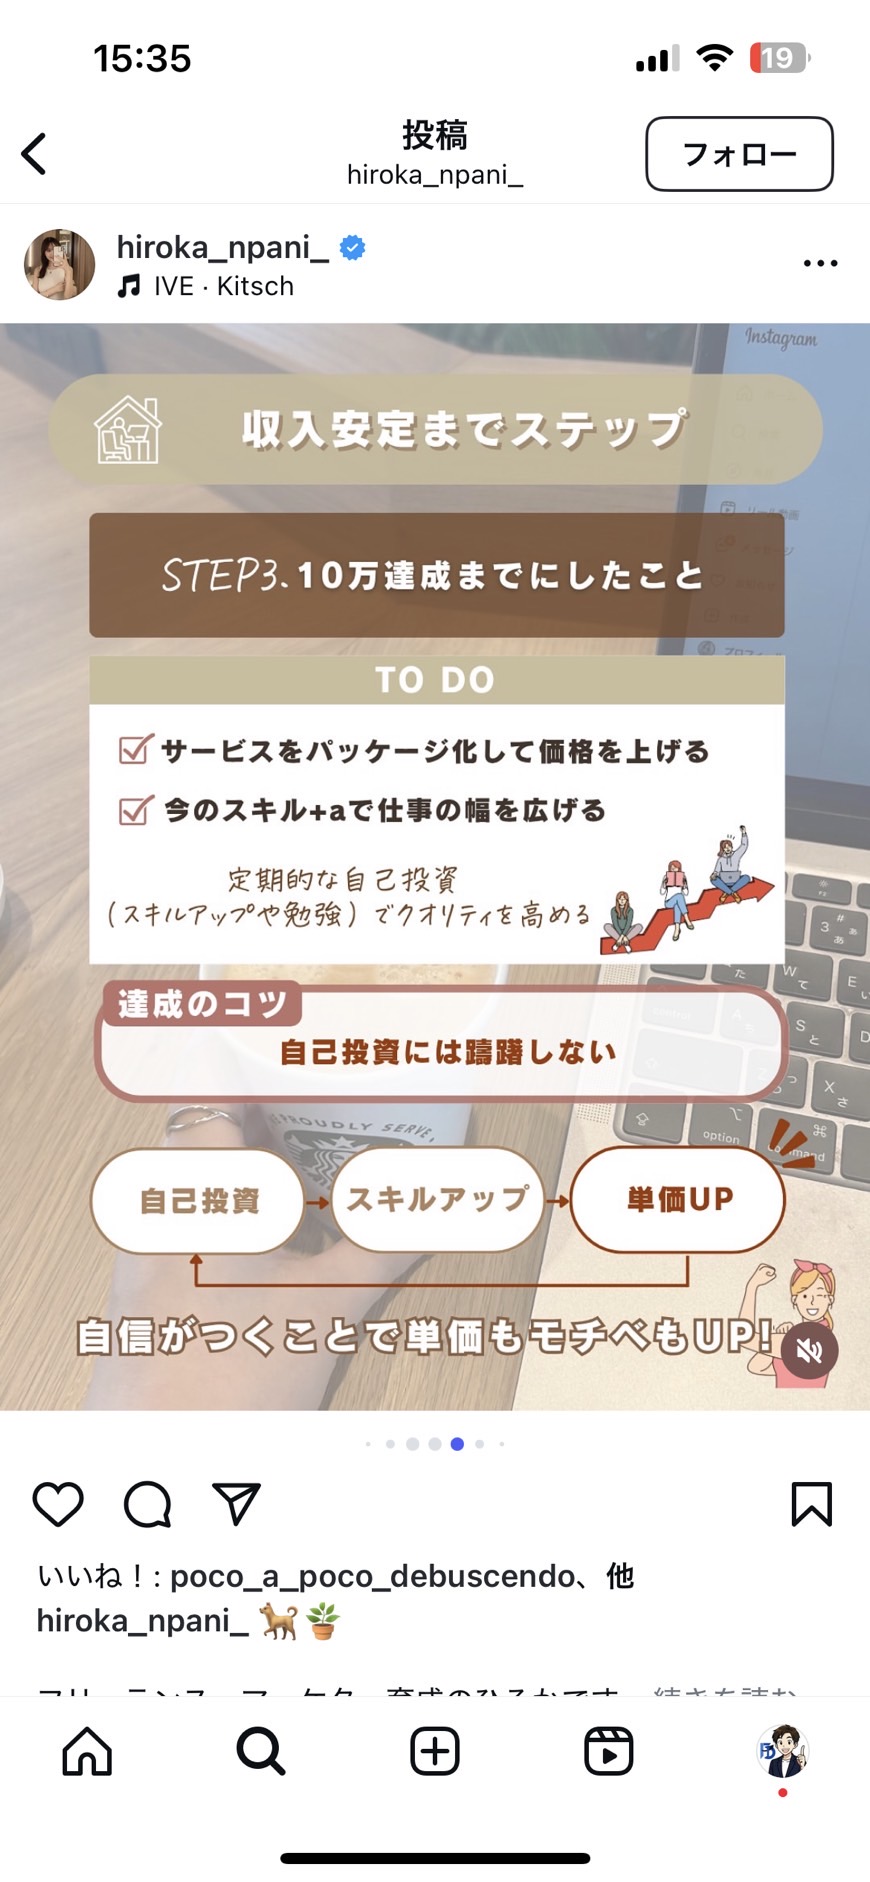 15:35
19
投稿
hiroka_npani_
フォロー
hiroka_npani_
IVE · Kitsch
Instagram
収入安定までステップ
STEP3.10万達成までにしたこと
TO DO
サービスをパッケージ化して価格を上げる
今のスキル+aで仕事の幅を広げる
定期的な自己投資
(スキルアップや勉強)でクオリティを高める
達成のコツ
自己投資には躊躇しない
PROUDLY SERVE
option
command
自己投資
スキルアップ
単価UP
自信がつくことで単価もモチベもUP!
いいね！: poco_a_poco_debuscendo、他
hiroka_npani_ 🐕🪴